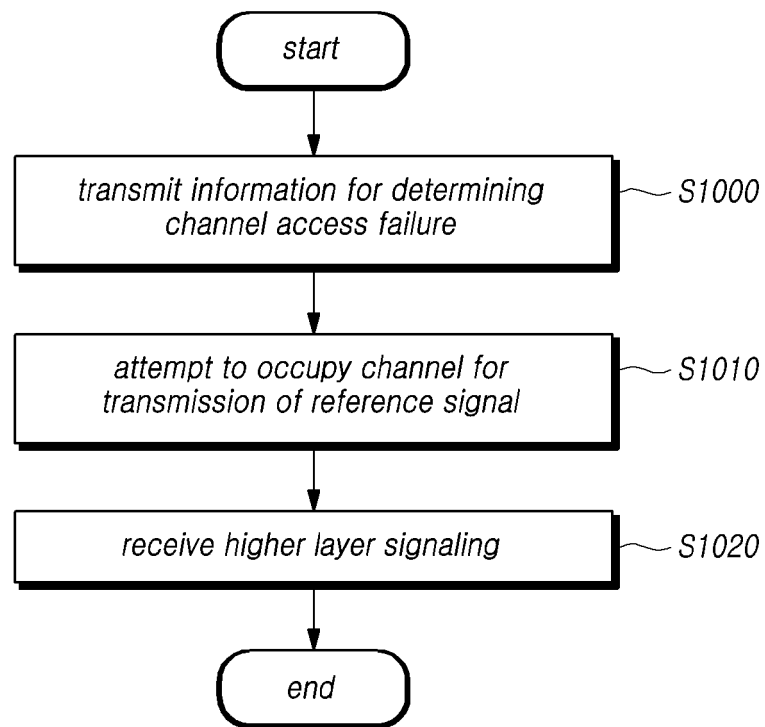 start
transmit information for determining
channel access failure
S1000
attempt to occupy channel for
transmission of reference signal
S1010
receive higher layer signaling
S1020
end